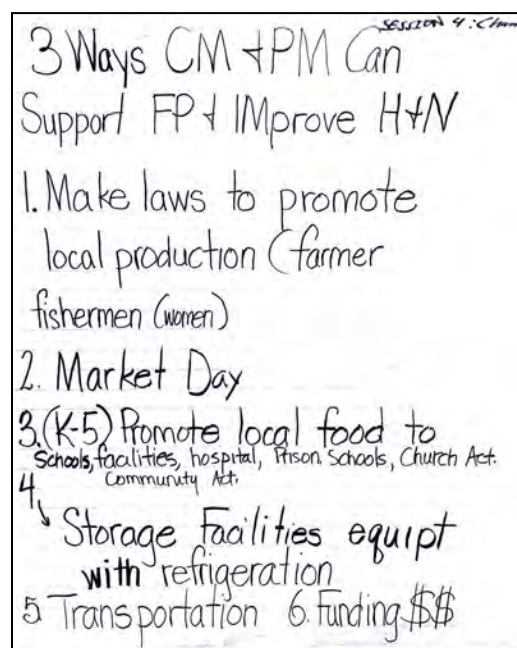 SESSION 4:
3 Ways CM + PM Can
Support FP + IMprove H+N
1. Make laws to promote
local production (farmer
fishermen (women)
2. Market Day
3. (K-5) Promote local food to
Schools, facilities, hospital, Prison. Schools, Church Act.
Community Act.
4.
Storage Facilities equipt
with refrigeration
5 Transportation 6. Funding $$